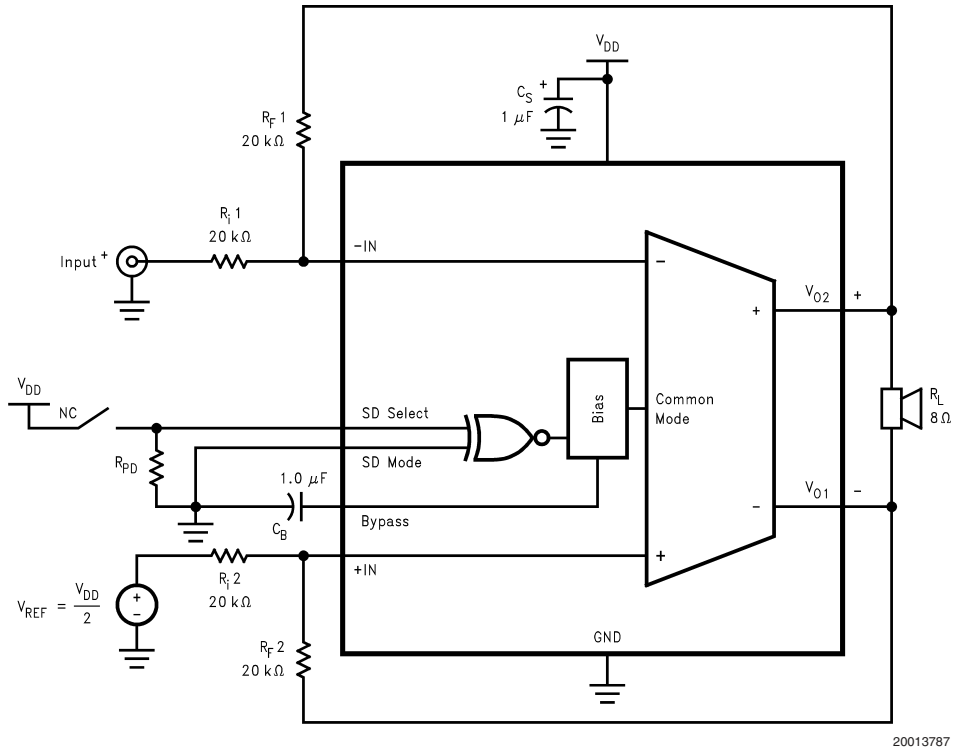 V_DD
C_S +
1 μF
R_F 1
20 kΩ
R_i 1
20 kΩ
Input +
-IN
-
+
V_O2 +
V_DD
NC
SD Select
SD Mode
Bias
Common
Mode
R_L
8 Ω
R_PD
1.0 μF
C_B
Bypass
-
V_O1 -
+IN
+
R_i 2
20 kΩ
V_REF = V_DD / 2
+
-
R_F 2
20 kΩ
GND
20013787